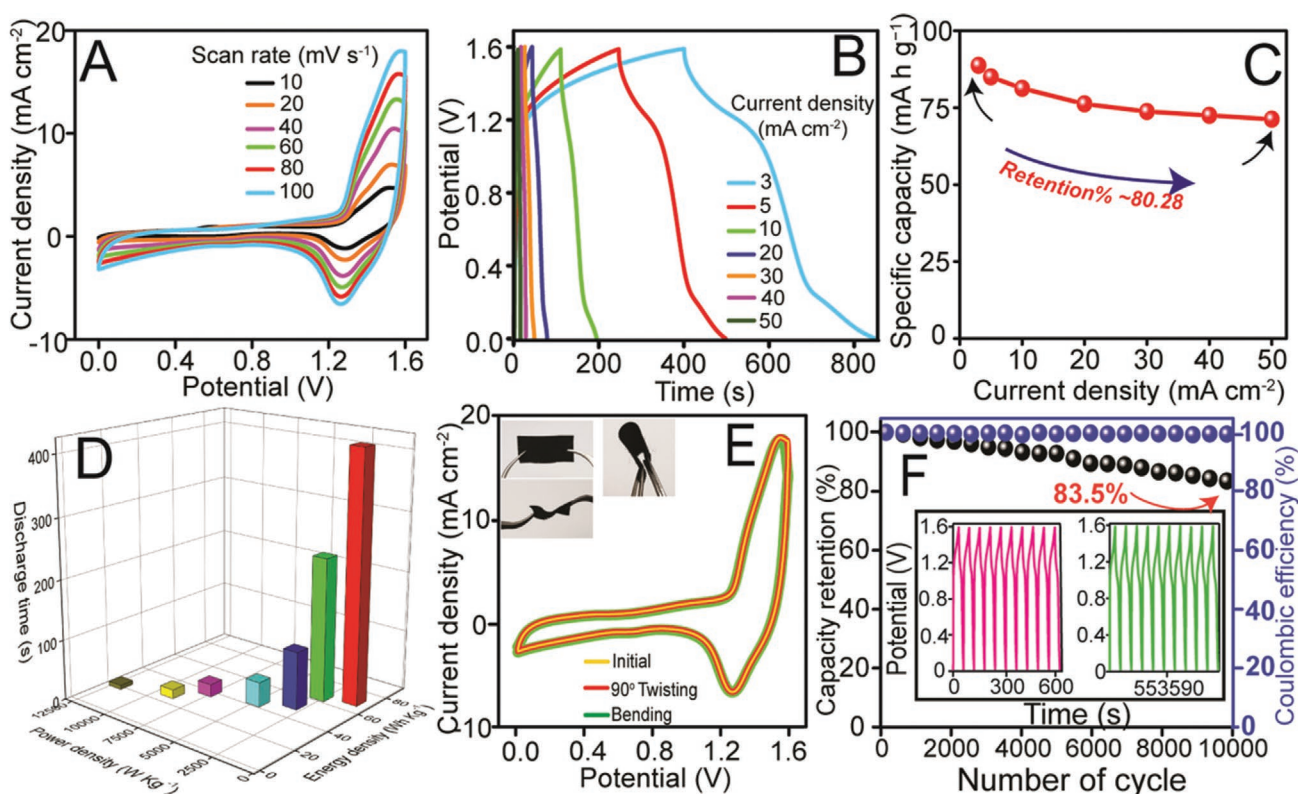 A
Scan rate (mV s⁻¹)
10
20
40
60
80
100
Current density (mA cm⁻²)
20
10
0
-10
0.0 0.4 0.8 1.2 1.6
Potential (V)
B
Current density
(mA cm⁻²)
3
5
10
20
30
40
50
Potential (V)
1.6
1.2
0.8
0.4
0.0
0 200 400 600 800
Time (s)
C
Specific capacity (mA h g⁻¹)
100
75
50
25
0
Retention% ~80.28
0 10 20 30 40 50
Current density (mA cm⁻²)
D
Discharge time (s)
400
300
200
100
0
12500 10000 7500 5000 2500 0
Power density (W Kg⁻¹)
0 20 40 60 80
Energy density (Wh Kg⁻¹)
E
Current density (mA cm⁻²)
20
10
0
-10
Initial
90º Twisting
Bending
0.0 0.4 0.8 1.2 1.6
Potential (V)
F
Capacity retention (%)
100
80
60
40
20
0
83.5%
Potential (V)
1.6
1.2
0.8
0.4
0
0 300 600
1.6
1.2
0.8
0.4
0
553590
Time (s)
Coulombic efficiency (%)
100
80
60
40
20
0
0 2000 4000 6000 8000 10000
Number of cycle